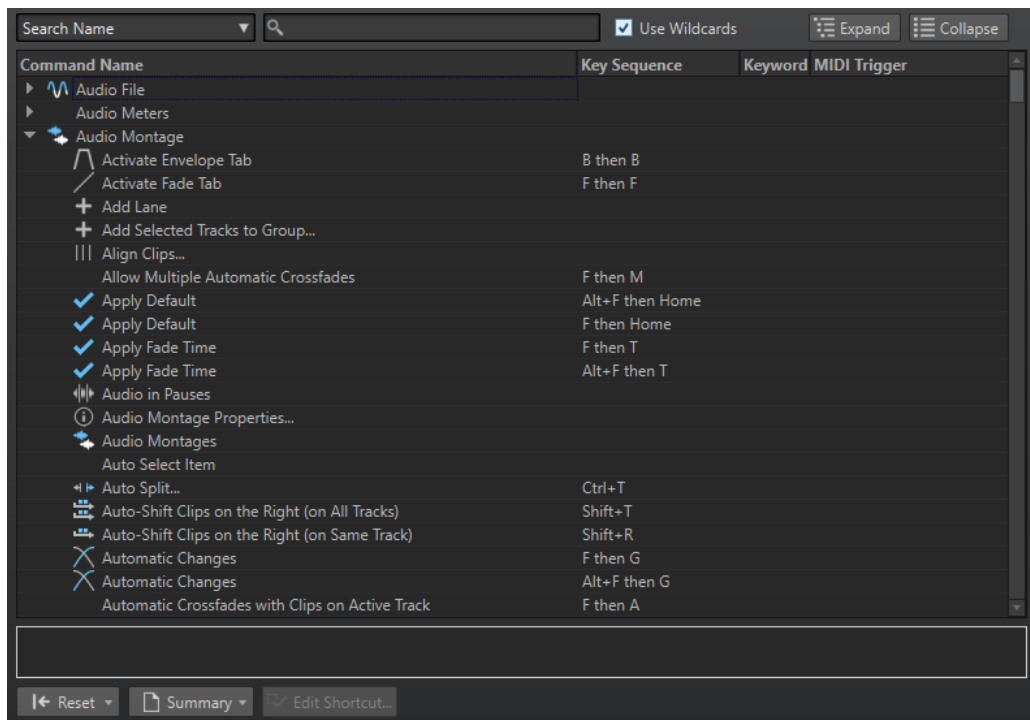 Search Name Use Wildcards Expand Collapse
Command Name Key Sequence Keyword MIDI Trigger
Audio File
Audio Meters
Audio Montage
Activate Envelope Tab B then B
Activate Fade Tab F then F
Add Lane
Add Selected Tracks to Group...
Align Clips...
Allow Multiple Automatic Crossfades F then M
Apply Default Alt+F then Home
Apply Default F then Home
Apply Fade Time F then T
Apply Fade Time Alt+F then T
Audio in Pauses
Audio Montage Properties...
Audio Montages
Auto Select Item
Auto Split... Ctrl+T
Auto-Shift Clips on the Right (on All Tracks) Shift+T
Auto-Shift Clips on the Right (on Same Track) Shift+R
Automatic Changes F then G
Automatic Changes Alt+F then G
Automatic Crossfades with Clips on Active Track F then A
Reset Summary Edit Shortcut...